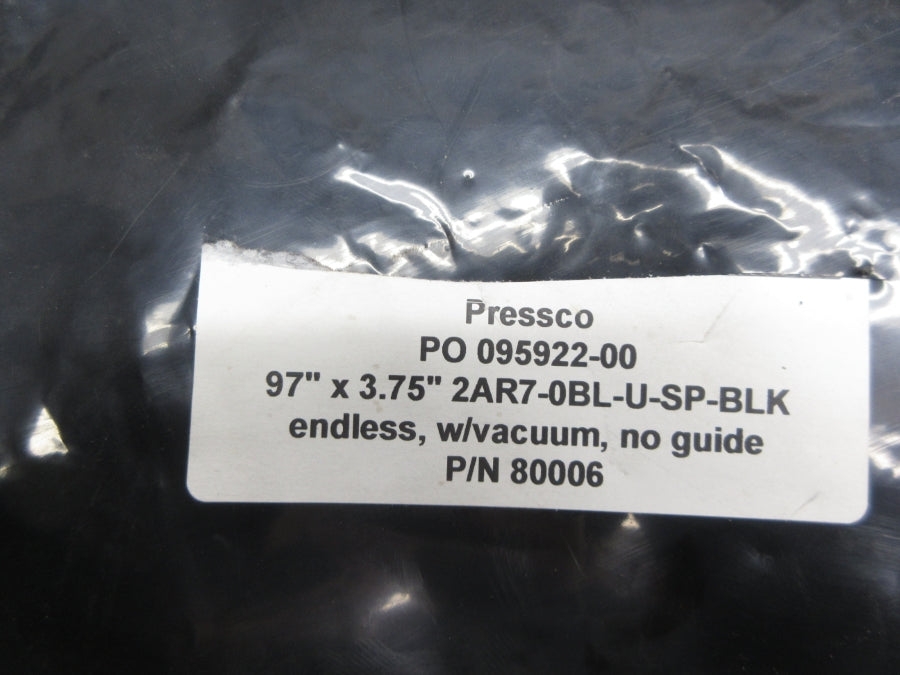 Pressco
PO 095922-00
97" x 3.75" 2AR7-0BL-U-SP-BLK
endless, w/vacuum, no guide
P/N 80006